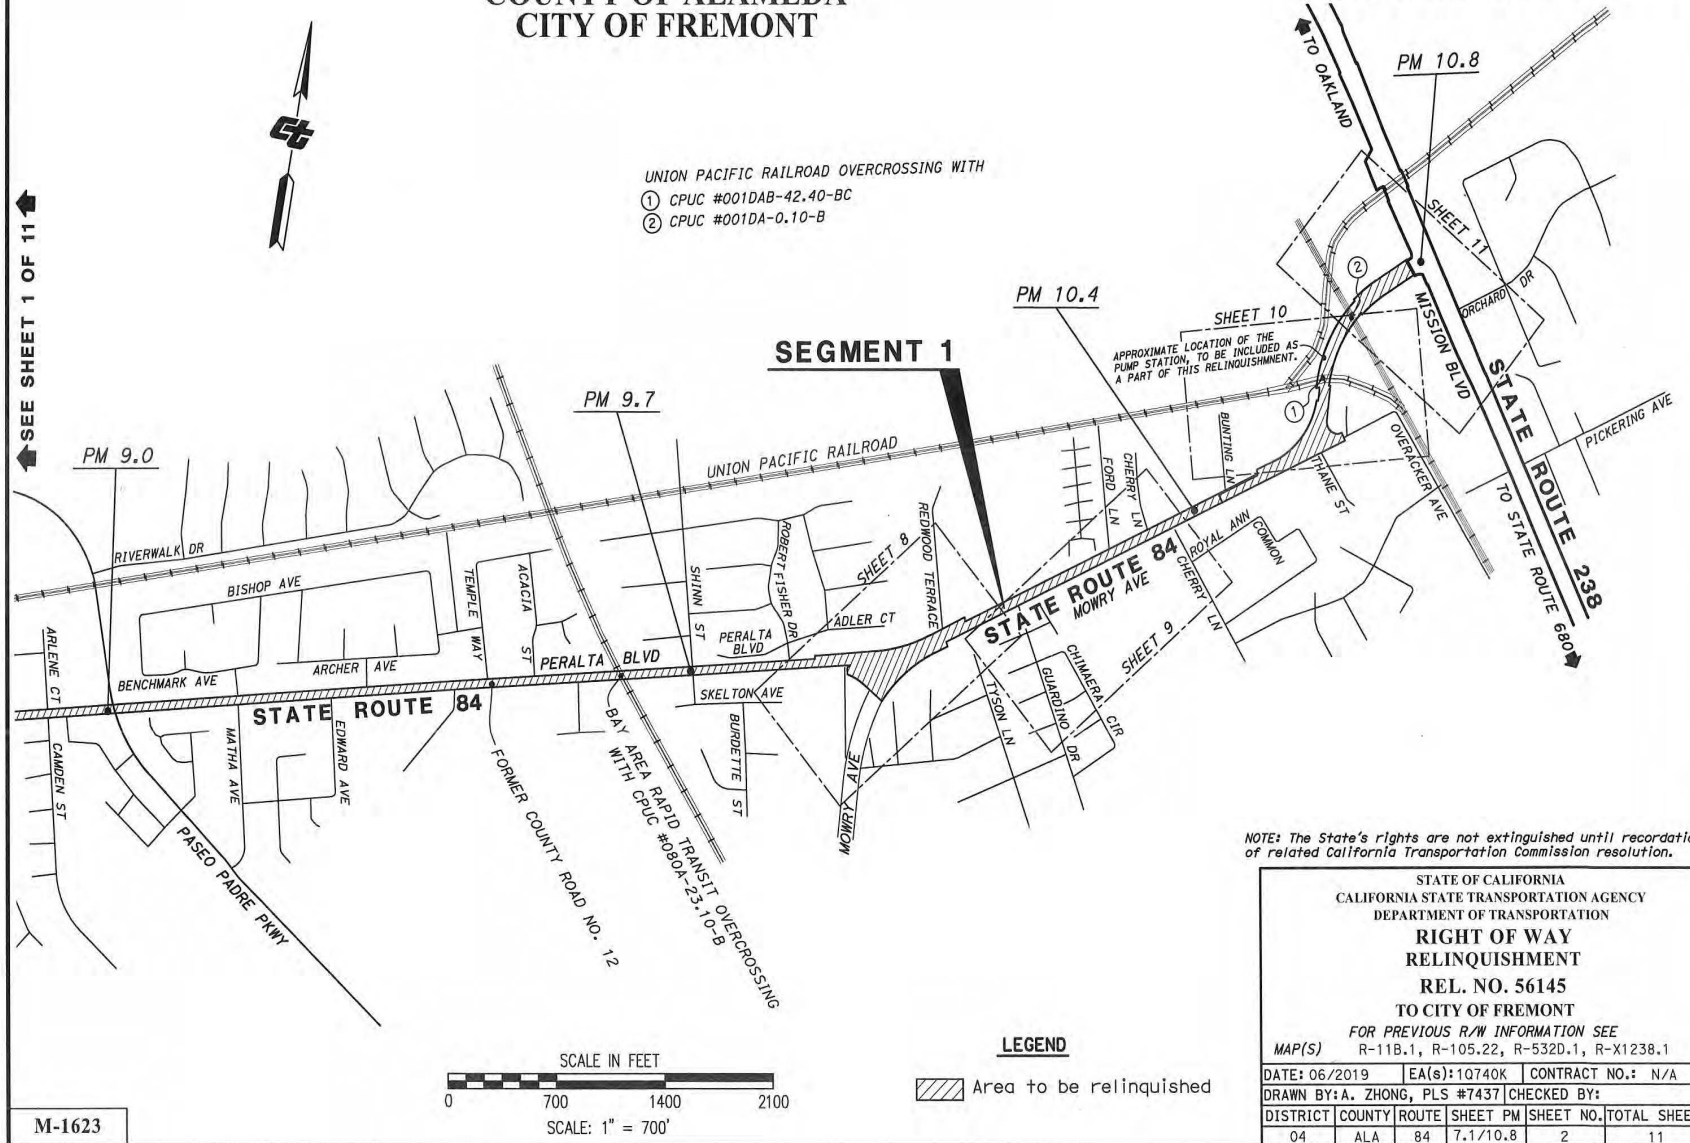 COUNTY OF ALAMEDA
CITY OF FREMONT
UNION PACIFIC RAILROAD OVERCROSSING WITH
① CPUC #001DAB-42.40-BC
② CPUC #001DA-0.10-B
SEE SHEET 1 OF 11
TO OAKLAND
PM 10.8
SHEET 11
②
ORCHARD DR
MISSION BLVD
PM 10.4
SHEET 10
APPROXIMATE LOCATION OF THE
PUMP STATION, TO BE INCLUDED AS
A PART OF THIS RELINQUISHMNENT.
①
SEGMENT 1
STATE ROUTE 238
PICKERING AVE
TO STATE ROUTE 680
OVERACKER AVE
THANE ST
BUNTING LN
PM 9.7
PM 9.0
UNION PACIFIC RAILROAD
CHERRY LN
FORD LN
REDWOOD TERRACE
ROBERT FISHER DR
SHEET 8
ROYAL ANN COMMON
RIVERWALK DR
BISHOP AVE
TEMPLE WAY
ACACIA ST
SHINN ST
PERALTA
BLVD
ADLER CT
STATE ROUTE 84
MOWRY AVE
CHERRY LN
SHEET 9
ARLENE CT
BENCHMARK AVE
ARCHER AVE
PERALTA BLVD
SKELTON AVE
TYSON LN
GUARDINO DR
CHIMAERA CIR
STATE ROUTE 84
CAMDEN ST
MATHA AVE
EDWARD AVE
BURDETTE ST
MOWRY AVE
PASEO PADRE PKWY
FORMER COUNTY ROAD NO. 12
BAY AREA RAPID TRANSIT OVERCROSSING
WITH CPUC #080A-23.10-B
NOTE: The State's rights are not extinguished until recordati
of related California Transportation Commission resolution.
STATE OF CALIFORNIA
CALIFORNIA STATE TRANSPORTATION AGENCY
DEPARTMENT OF TRANSPORTATION
RIGHT OF WAY
RELINQUISHMENT
REL. NO. 56145
TO CITY OF FREMONT
FOR PREVIOUS R/W INFORMATION SEE
MAP(S) R-11B.1, R-105.22, R-532D.1, R-X1238.1
DATE: 06/2019 EA(s): 1Q740K CONTRACT NO.: N/A
DRAWN BY: A. ZHONG, PLS #7437 CHECKED BY:
DISTRICT COUNTY ROUTE SHEET PM SHEET NO. TOTAL SHEE
04 ALA 84 7.1/10.8 2 11
LEGEND
Area to be relinquished
SCALE IN FEET
0 700 1400 2100
SCALE: 1" = 700'
M-1623